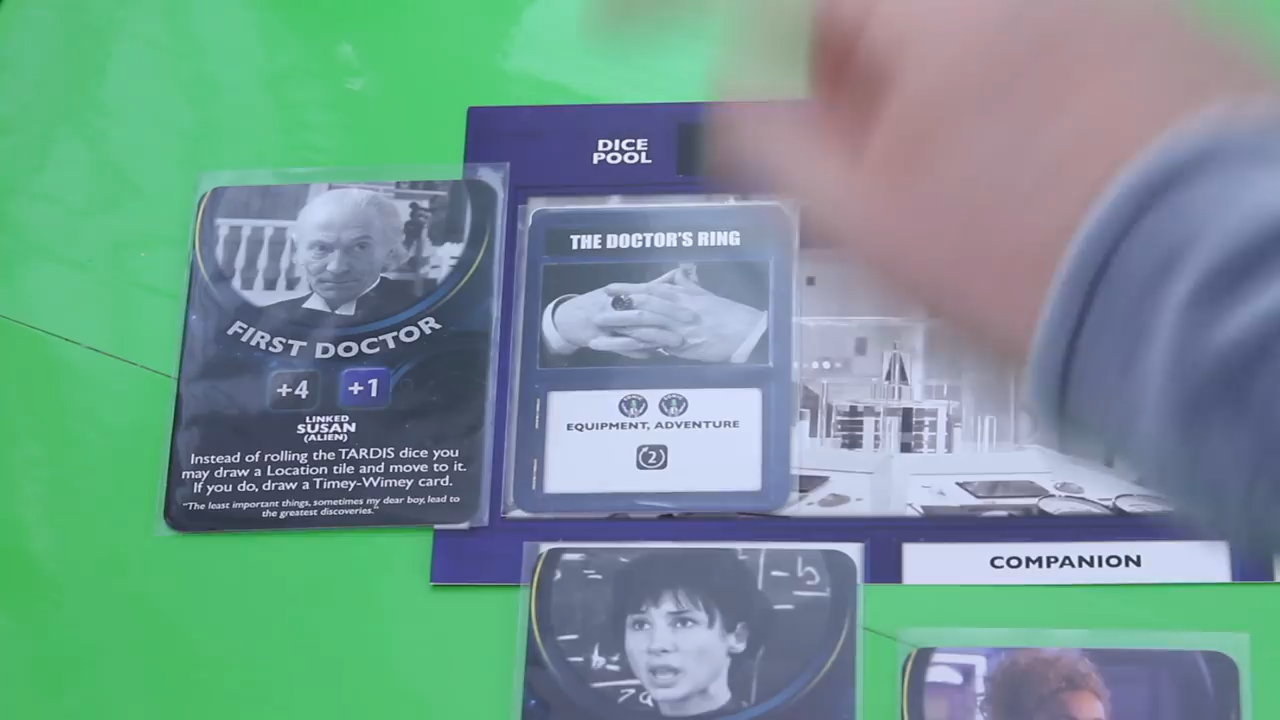 DICE
POOL
THE DOCTOR'S RING
FIRST DOCTOR
+4 +1
LINKED
SUSAN
(ALIEN)
Instead of rolling the TARDIS dice you
may draw a Location tile and move to it.
If you do, draw a Timey-Wimey card.
"The least important things, sometimes my dear boy, lead to
the greatest discoveries."
EQUIPMENT, ADVENTURE
2
COMPANION
-b